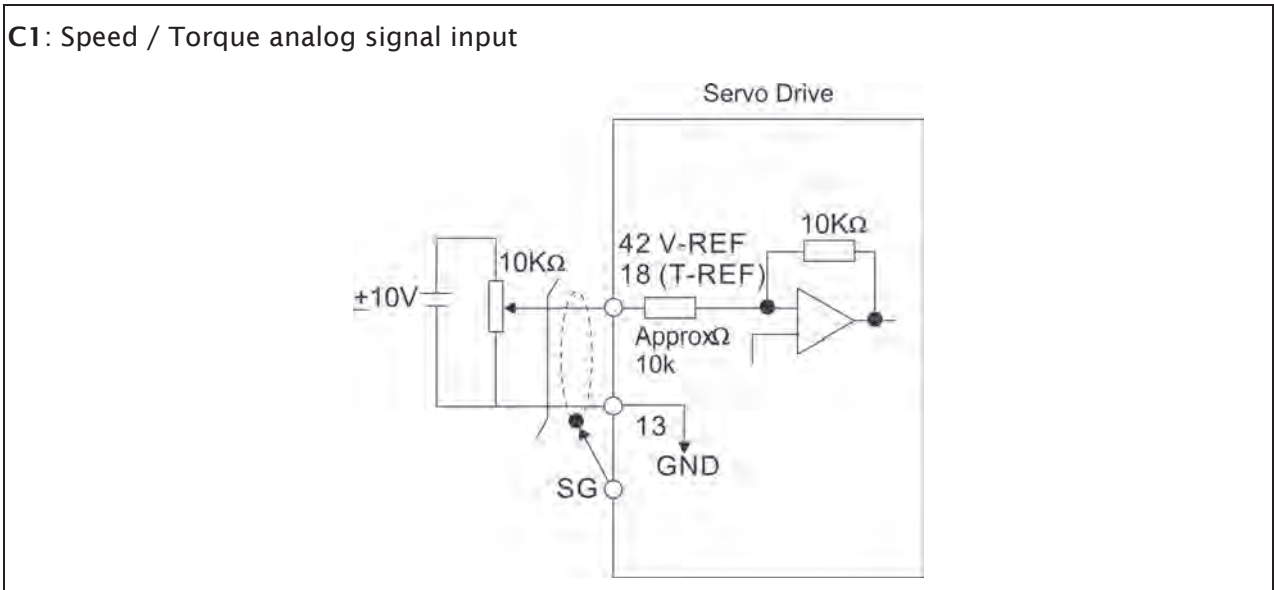 C1: Speed / Torque analog signal input
Servo Drive
42 V-REF
10KΩ
10KΩ
18 (T-REF)
+10V
ApproxΩ
10k
13
GND
SG